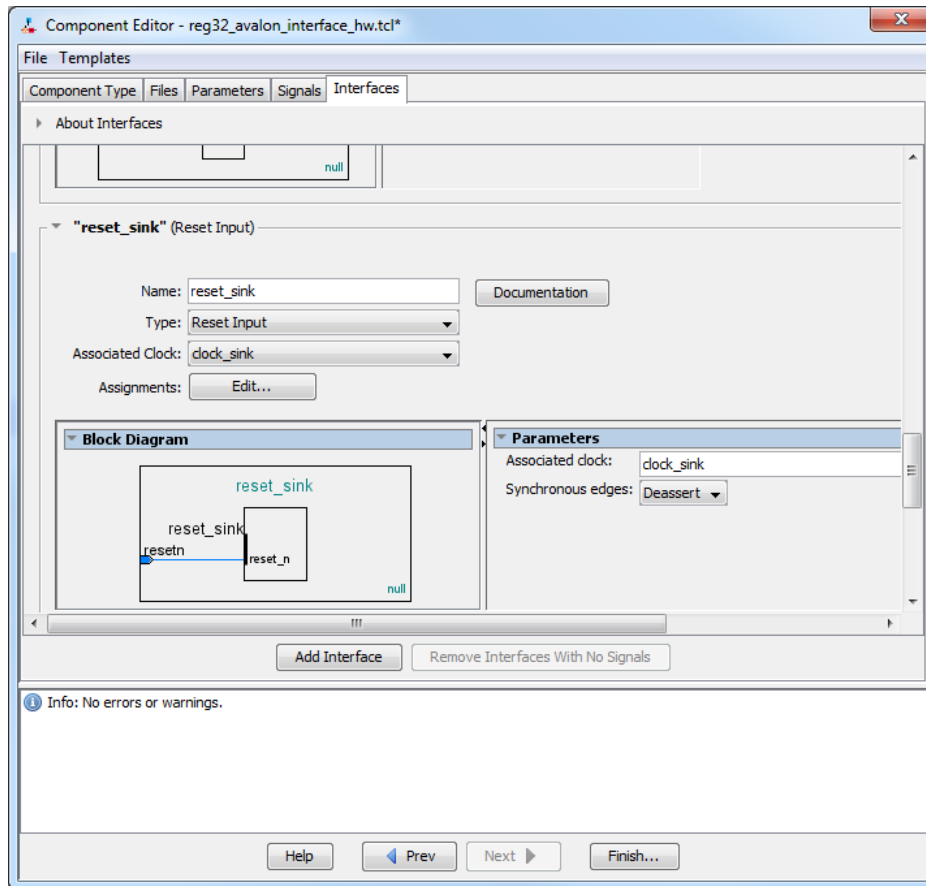 Component Editor - reg32_avalon_interface_hw.tcl*
File Templates
Component Type Files Parameters Signals Interfaces
About Interfaces
null
"reset_sink" (Reset Input)
Name: reset_sink Documentation
Type: Reset Input
Associated Clock: clock_sink
Assignments: Edit...
Block Diagram
reset_sink
reset_sink
resetn
reset_n
null
Parameters
Associated clock: clock_sink
Synchronous edges: Deassert
Add Interface Remove Interfaces With No Signals
Info: No errors or warnings.
Help Prev Next Finish...